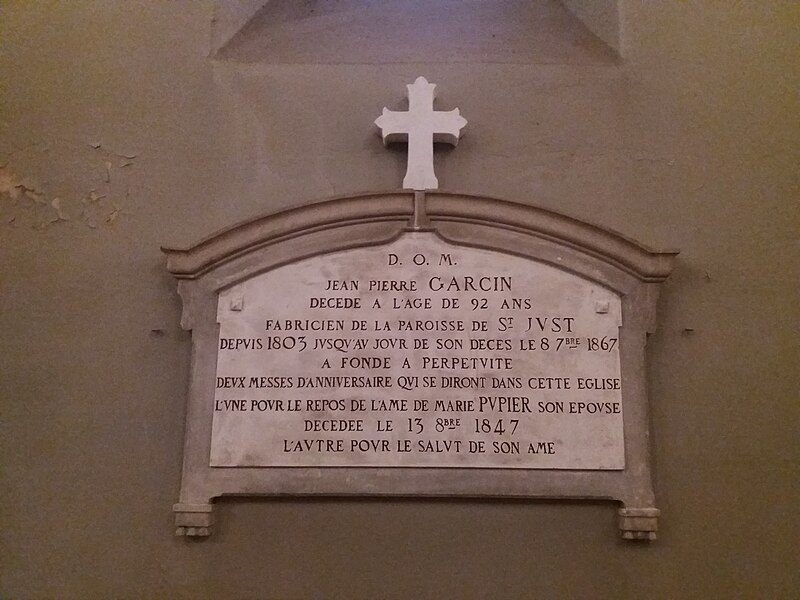 D. O. M.
JEAN PIERRE GARCIN
DECEDE A L'AGE DE 92 ANS
FABRICIEN DE LA PAROISSE DE ST JVST
DEPVIS 1803 JVSQV'AV JOVR DE SON DECES LE 8 7BRE 1867
A FONDE A PERPETVITE
DEVX MESSES D'ANNIVERSAIRE QVI SE DIRONT DANS CETTE EGLISE
L'VNE POVR LE REPOS DE L'AME DE MARIE PVPIER SON EPOVSE
DECEDEE LE 13 8BRE 1847
L'AVTRE POVR LE SALVT DE SON AME